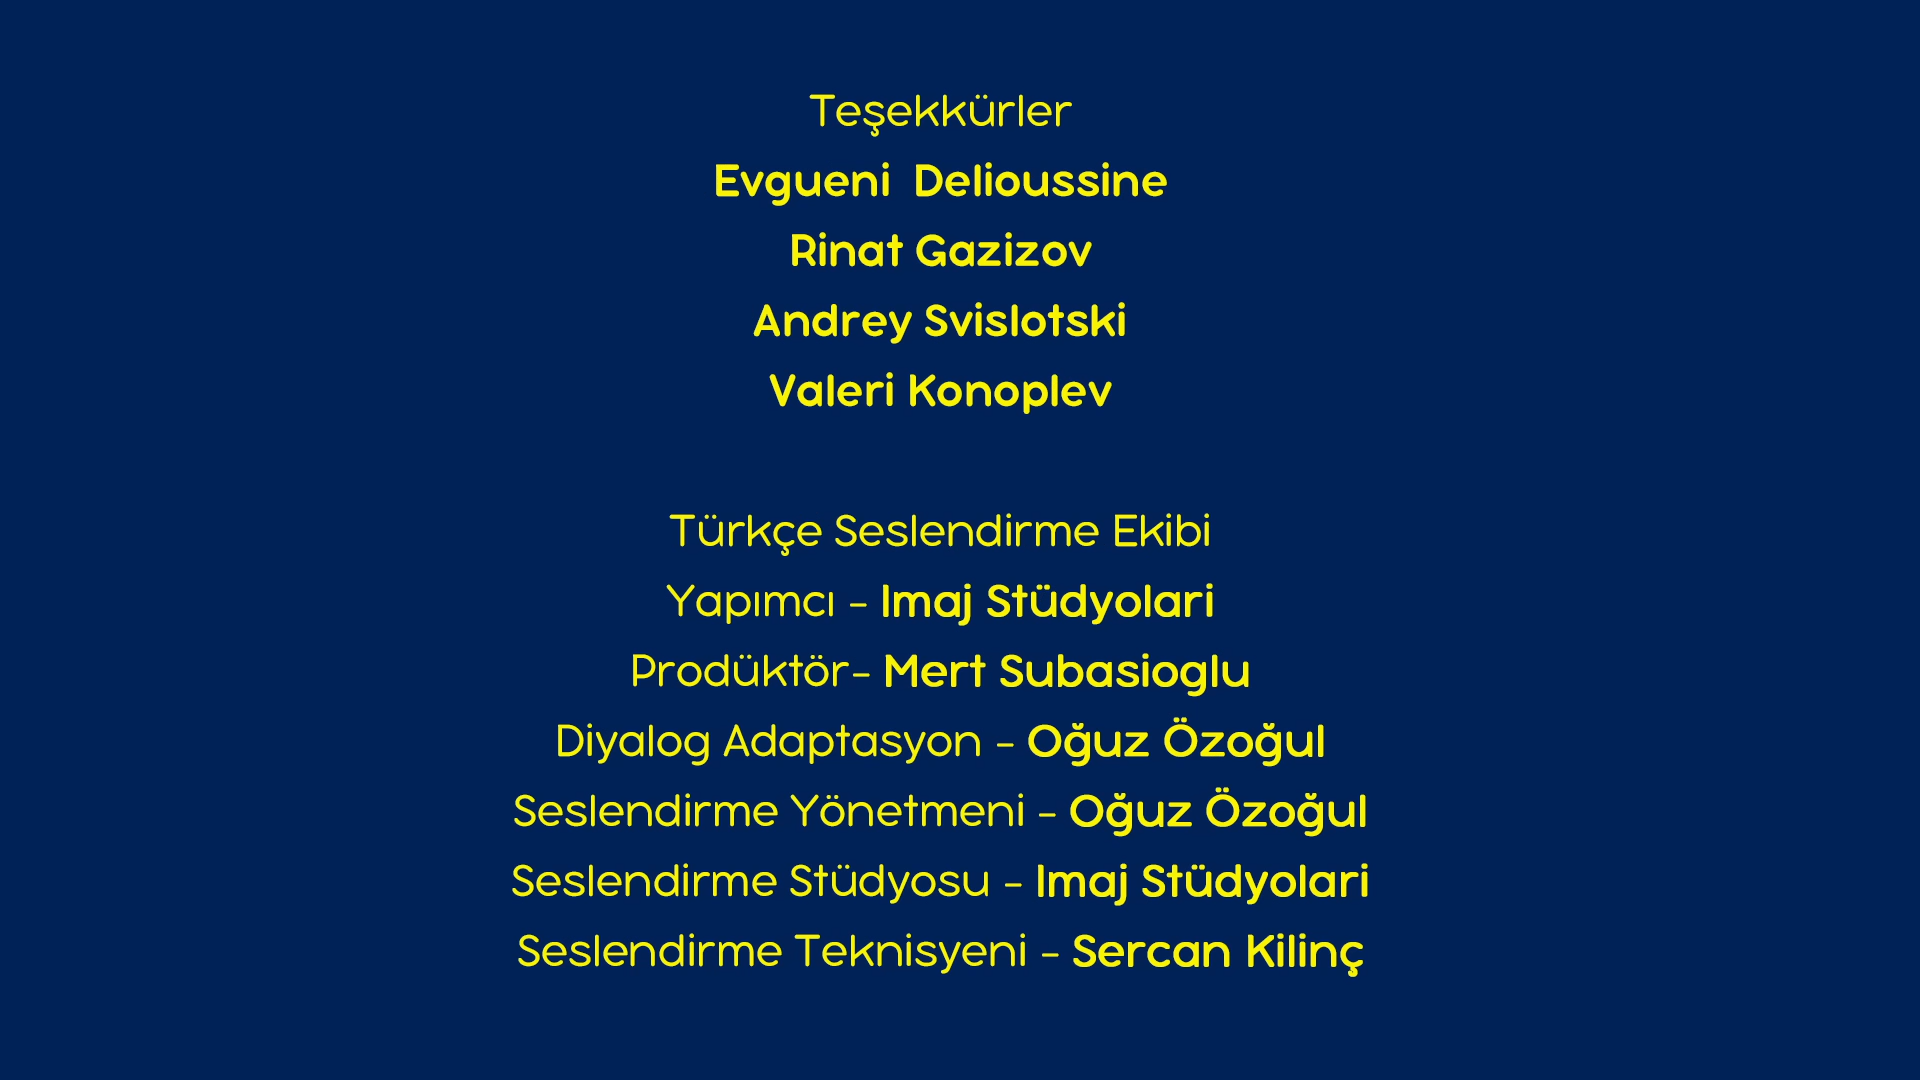 Teşekkürler
Evgueni  Delioussine
Rinat Gazizov
Andrey Svislotski
Valeri Konoplev
Türkçe Seslendirme Ekibi
Yapımcı - Imaj Stüdyolari
Prodüktör- Mert Subasioglu
Diyalog Adaptasyon - Oğuz Özoğul
Seslendirme Yönetmeni - Oğuz Özoğul
Seslendirme Stüdyosu - Imaj Stüdyolari
Seslendirme Teknisyeni - Sercan Kilinç